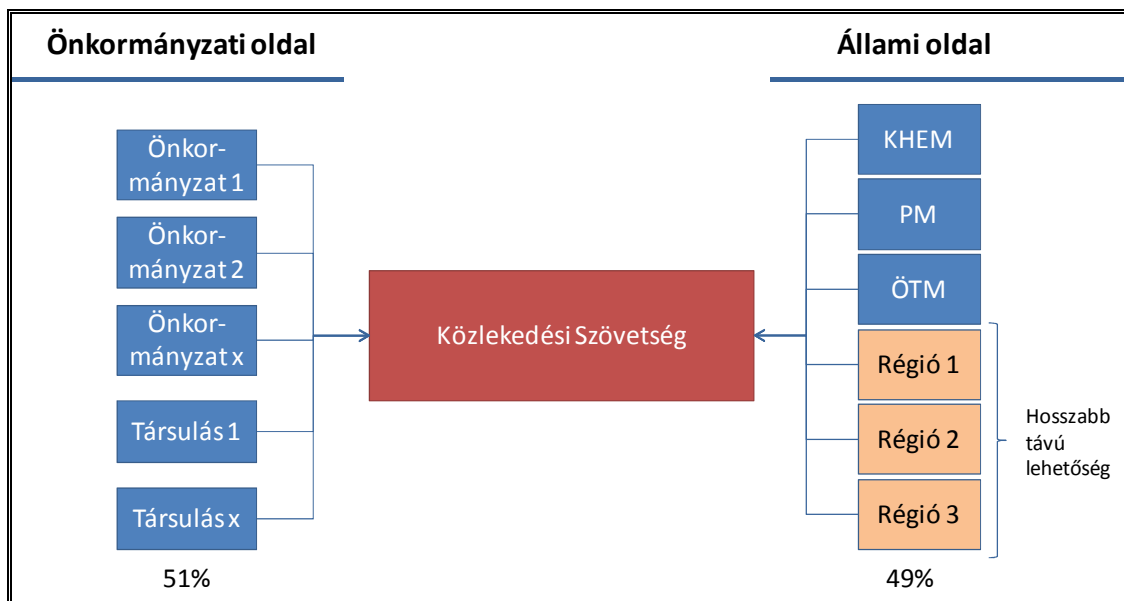 Önkormányzati oldal
Önkor-
mányzat 1
Önkor-
mányzat 2
Önkor-
mányzat x
Társulás 1
Társulás x
51%
Közlekedési Szövetség
Állami oldal
KHEM
PM
ÖTM
Régió 1
Régió 2
Régió 3
49%
Hosszabb
távú
lehetőség